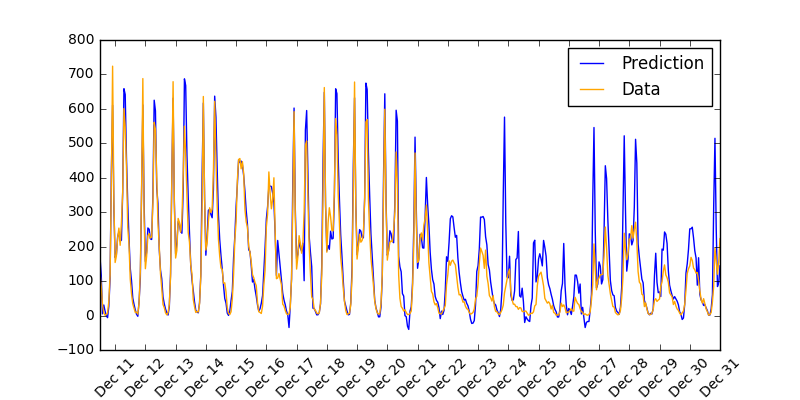 800
700
600
500
400
300
200
100
0
−100
Prediction
Data
Dec 11
Dec 12
Dec 13
Dec 14
Dec 15
Dec 16
Dec 17
Dec 18
Dec 19
Dec 20
Dec 21
Dec 22
Dec 23
Dec 24
Dec 25
Dec 26
Dec 27
Dec 28
Dec 29
Dec 30
Dec 31